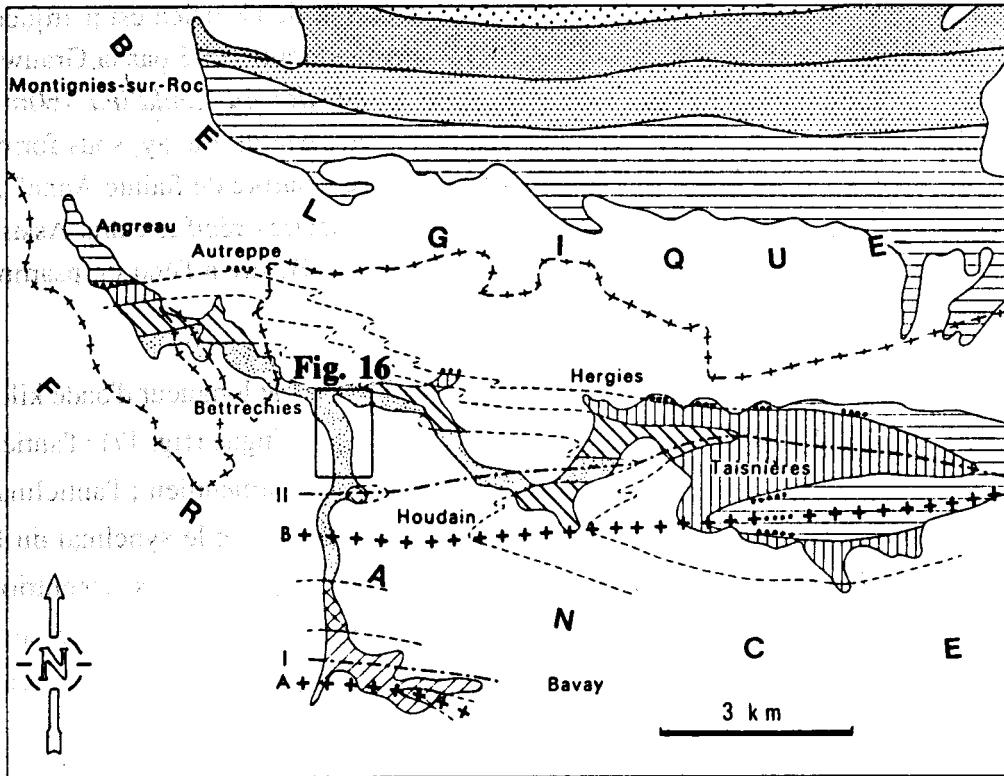 B
Montignies-sur-Roc
E
L
G
I
Q
U
E
Angreau
Autreppe
Fig. 16
F
Hergies
Bettrechies
Taisnières
II
R
Houdain
B
A
N
C
E
I
A
Bavay
N
3 km